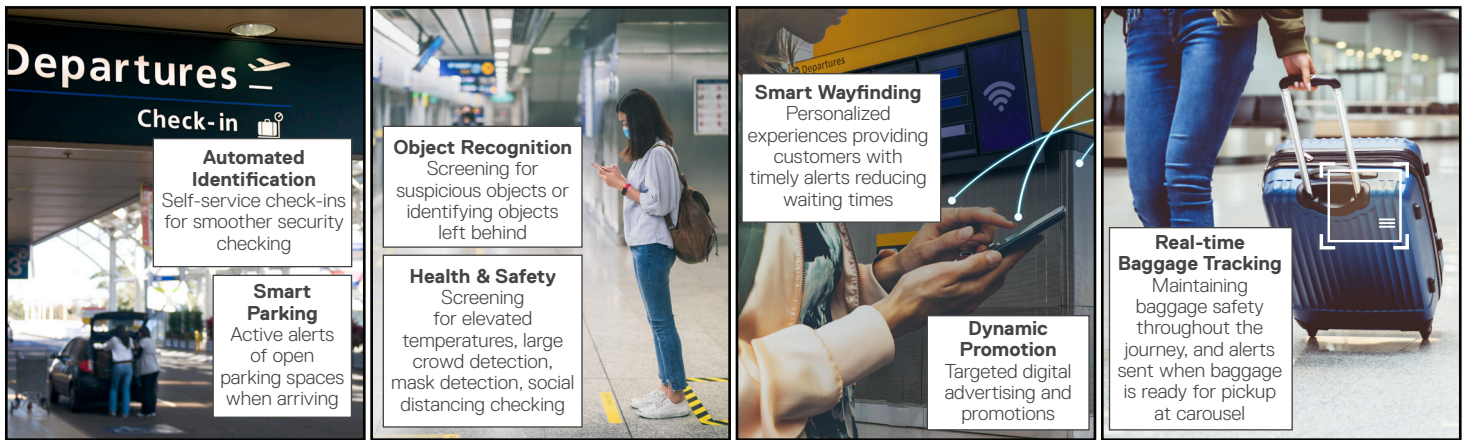 Departures
Check-in
Automated
Identification
Self-service check-ins
for smoother security
checking
Smart
Parking
Active alerts
of open
parking spaces
when arriving
Object Recognition
Screening for
suspicious objects or
identifying objects
left behind
Health & Safety
Screening
for elevated
temperatures, large
crowd detection,
mask detection, social
distancing checking
Departures
Smart Wayfinding
Personalized
experiences providing
customers with
timely alerts reducing
waiting times
Dynamic
Promotion
Targeted digital
advertising and
promotions
Real-time
Baggage Tracking
Maintaining
baggage safety
throughout the
journey, and alerts
sent when baggage
is ready for pickup
at carousel